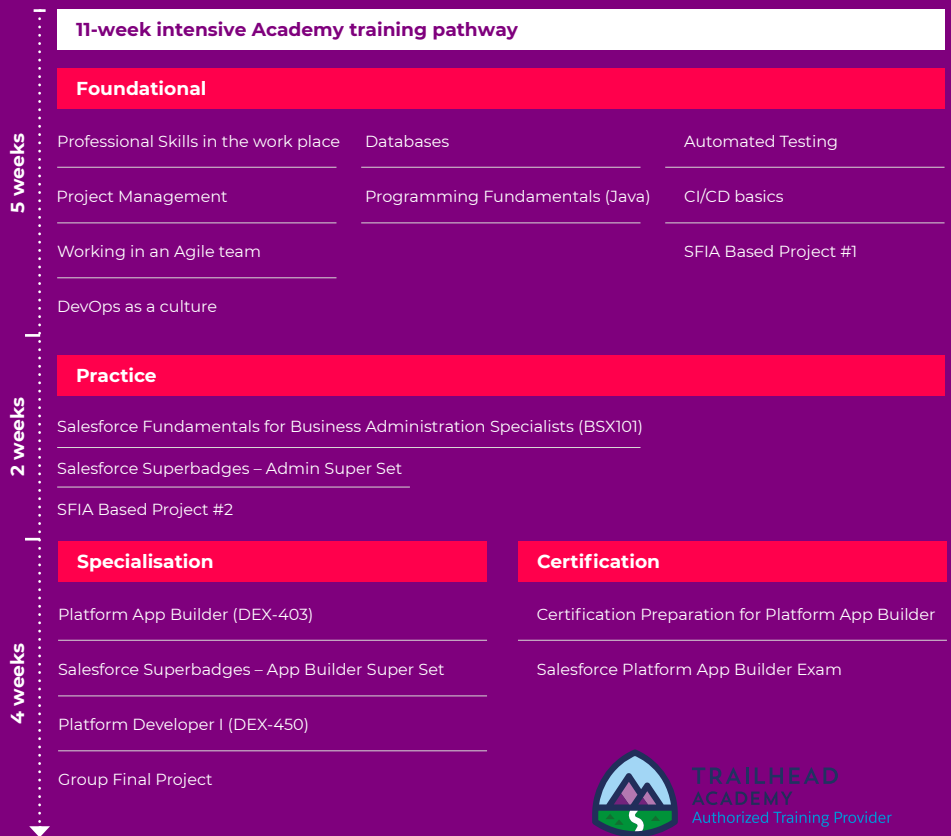 11-week intensive Academy training pathway
5 weeks
Foundational
Professional Skills in the work place
Project Management
Working in an Agile team
DevOps as a culture
Databases
Programming Fundamentals (Java)
Automated Testing
CI/CD basics
SFIA Based Project #1
2 weeks
Practice
Salesforce Fundamentals for Business Administration Specialists (BSX101)
Salesforce Superbadges – Admin Super Set
SFIA Based Project #2
4 weeks
Specialisation
Platform App Builder (DEX-403)
Salesforce Superbadges – App Builder Super Set
Platform Developer I (DEX-450)
Group Final Project
Certification
Certification Preparation for Platform App Builder
Salesforce Platform App Builder Exam
TRAILHEAD
ACADEMY
Authorized Training Provider